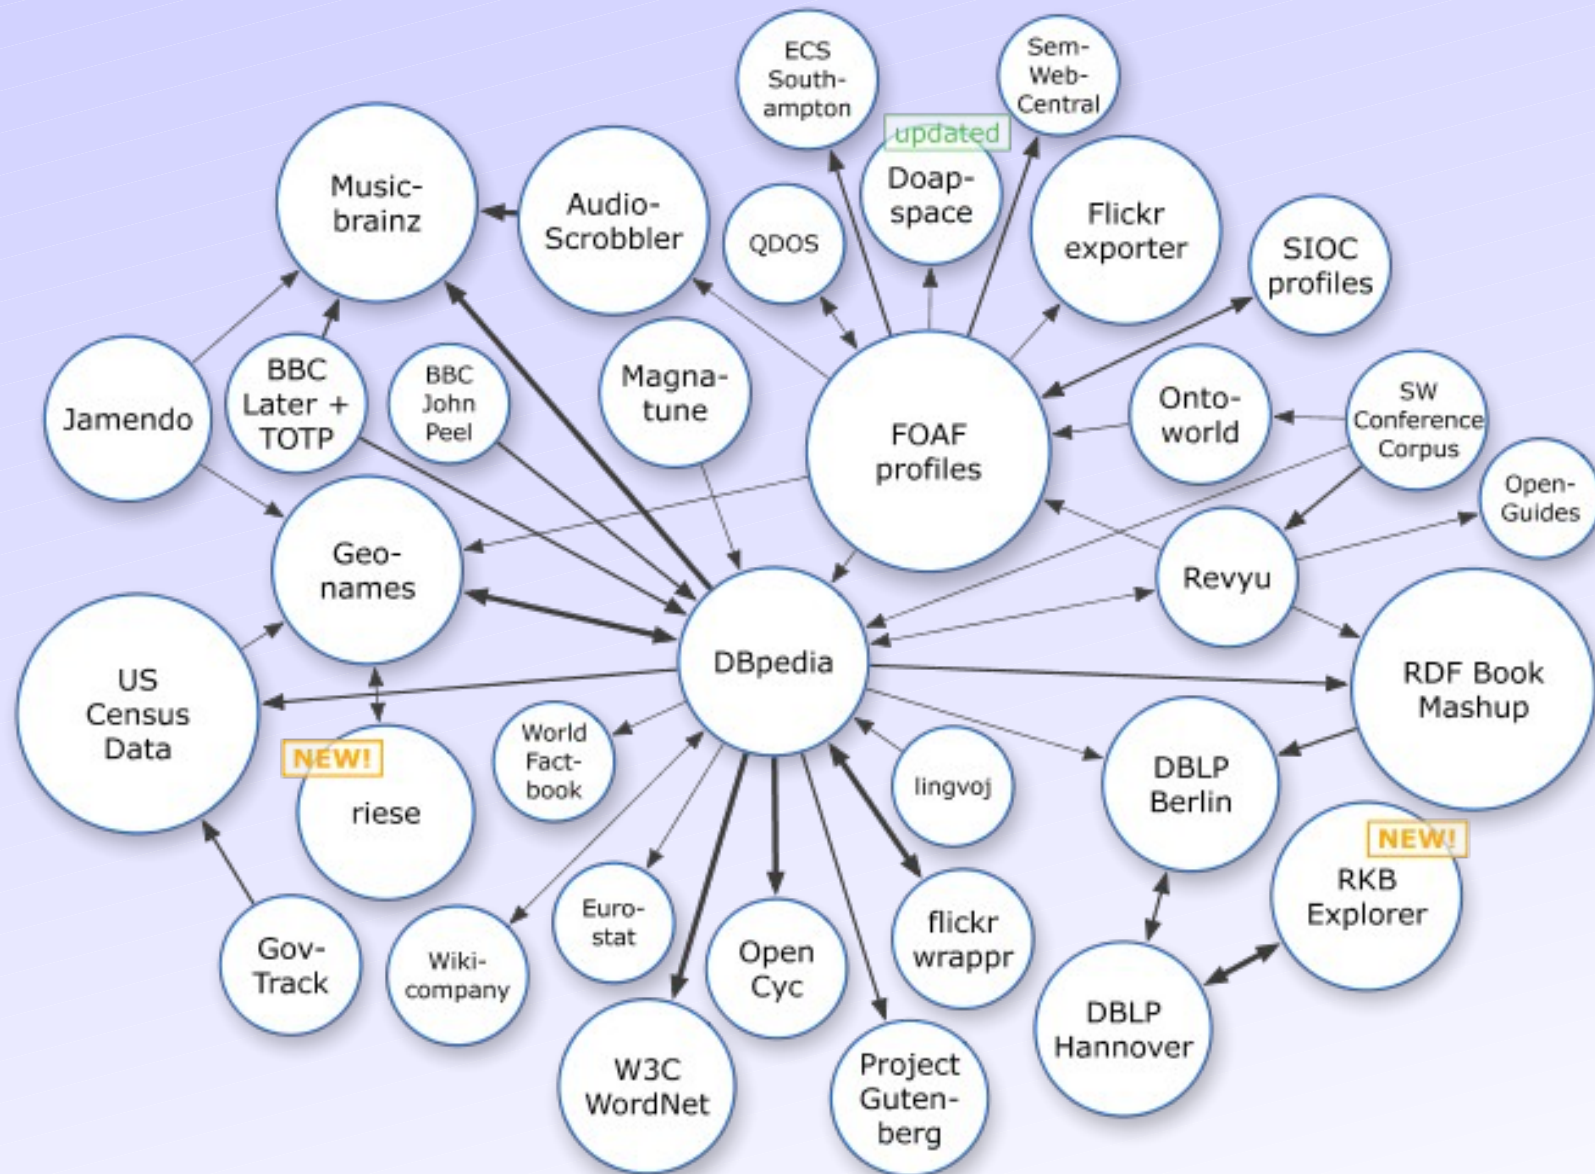 ECS
South-
ampton
Sem-
Web-
Central
updated
Doap-
space
Music-
brainz
Audio-
Scrobbler
QDOS
Flickr
exporter
SIOC
profiles
Jamendo
BBC
Later +
TOTP
BBC
John
Peel
Magna-
tune
FOAF
profiles
Onto-
world
SW
Conference
Corpus
Open-
Guides
Geo-
names
Revyu
US
Census
Data
DBpedia
RDF Book
Mashup
NEW!
riese
World
Fact-
book
lingvoj
DBLP
Berlin
NEW!
RKB
Explorer
Gov-
Track
Wiki-
company
Euro-
stat
Open
Cyc
flickr
wrappr
W3C
WordNet
Project
Guten-
berg
DBLP
Hannover